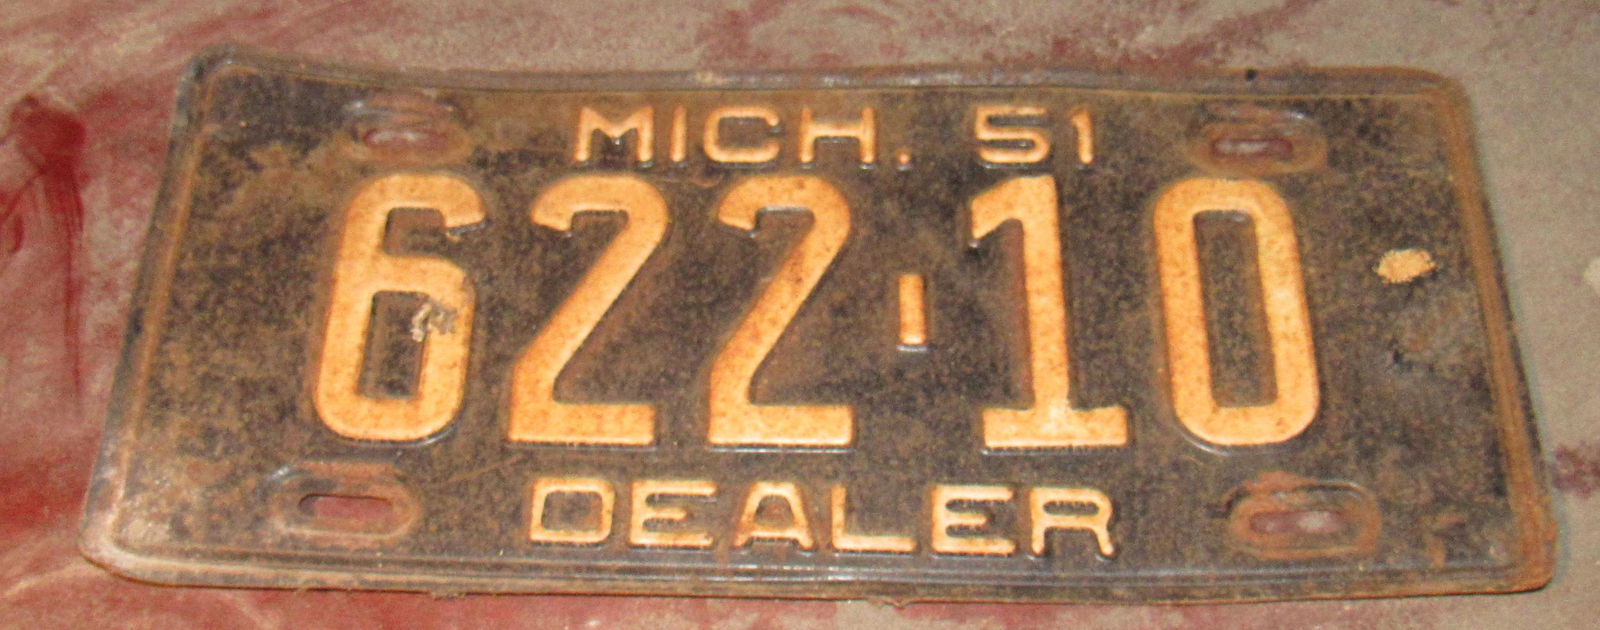 MICH. 51
622-10
DEALER